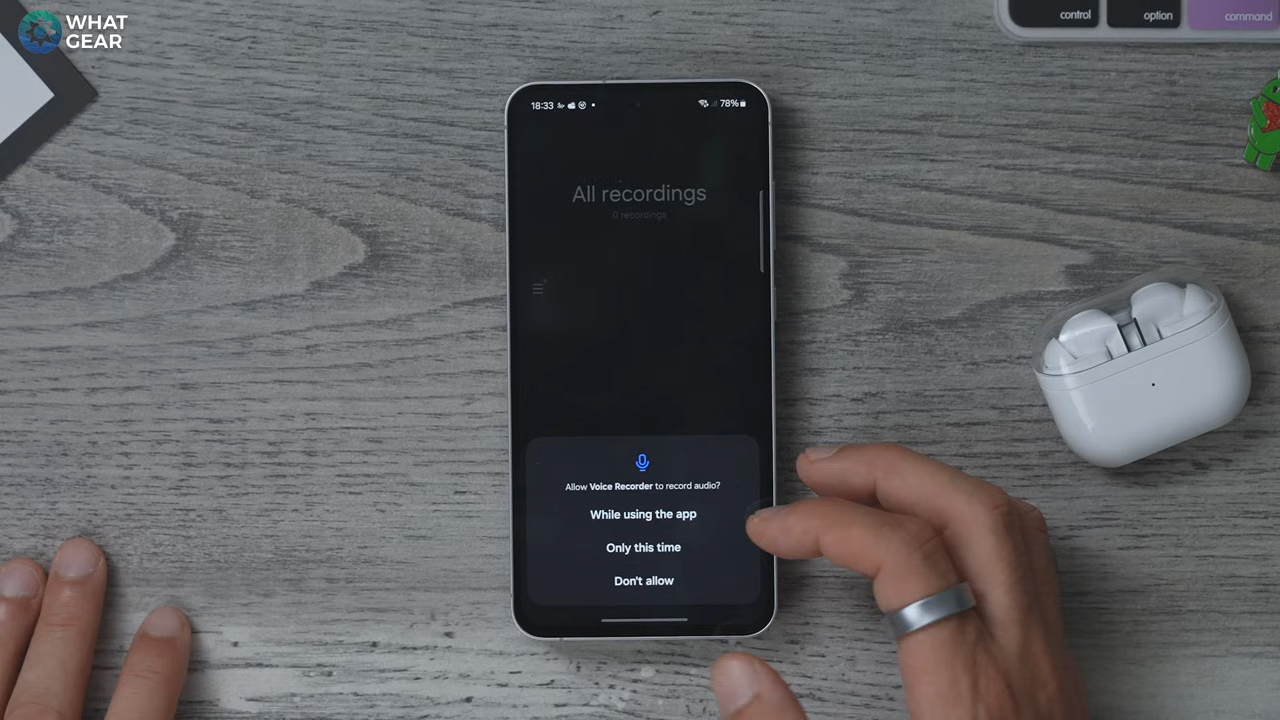 WHAT
GEAR
control
option
command
18:33
78%
All recordings
0 recordings
Allow Voice Recorder to record audio?
While using the app
Only this time
Don't allow